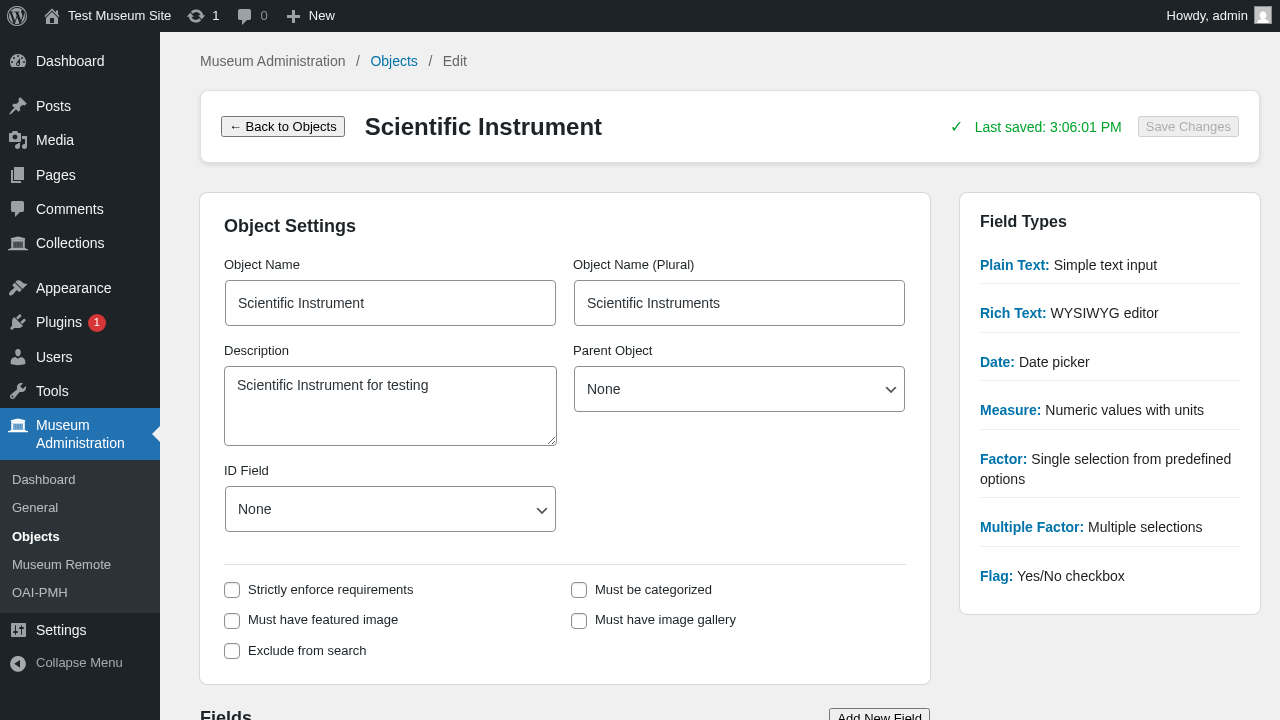 Test Museum Site
1
0
New
Howdy, admin
Dashboard
Posts
Media
Pages
Comments
Collections
Appearance
Plugins 1
Users
Tools
Museum
Administration
Dashboard
General
Objects
Museum Remote
OAI-PMH
Settings
Collapse Menu
Museum Administration / Objects / Edit
← Back to Objects
Scientific Instrument
✓ Last saved: 3:06:01 PM
Save Changes
Object Settings
Object Name
Scientific Instrument
Object Name (Plural)
Scientific Instruments
Description
Scientific Instrument for testing
Parent Object
None
ID Field
None
Strictly enforce requirements
Must be categorized
Must have featured image
Must have image gallery
Exclude from search
Fields
Add New Field
Field Types
Plain Text: Simple text input
Rich Text: WYSIWYG editor
Date: Date picker
Measure: Numeric values with units
Factor: Single selection from predefined
options
Multiple Factor: Multiple selections
Flag: Yes/No checkbox